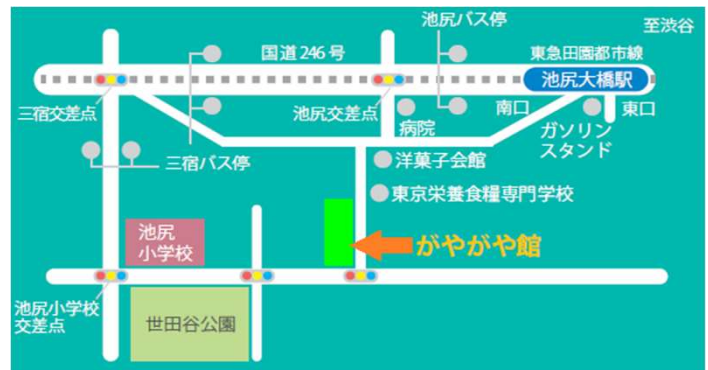 池尻バス停
至渋谷
国道246号
東急田園都市線
池尻大橋駅
三宿交差点
池尻交差点
南口
東口
病院
ガソリン
スタンド
三宿バス停
洋菓子会館
東京栄養食糧専門学校
池尻
小学校
がやがや館
池尻小学校
交差点
世田谷公園